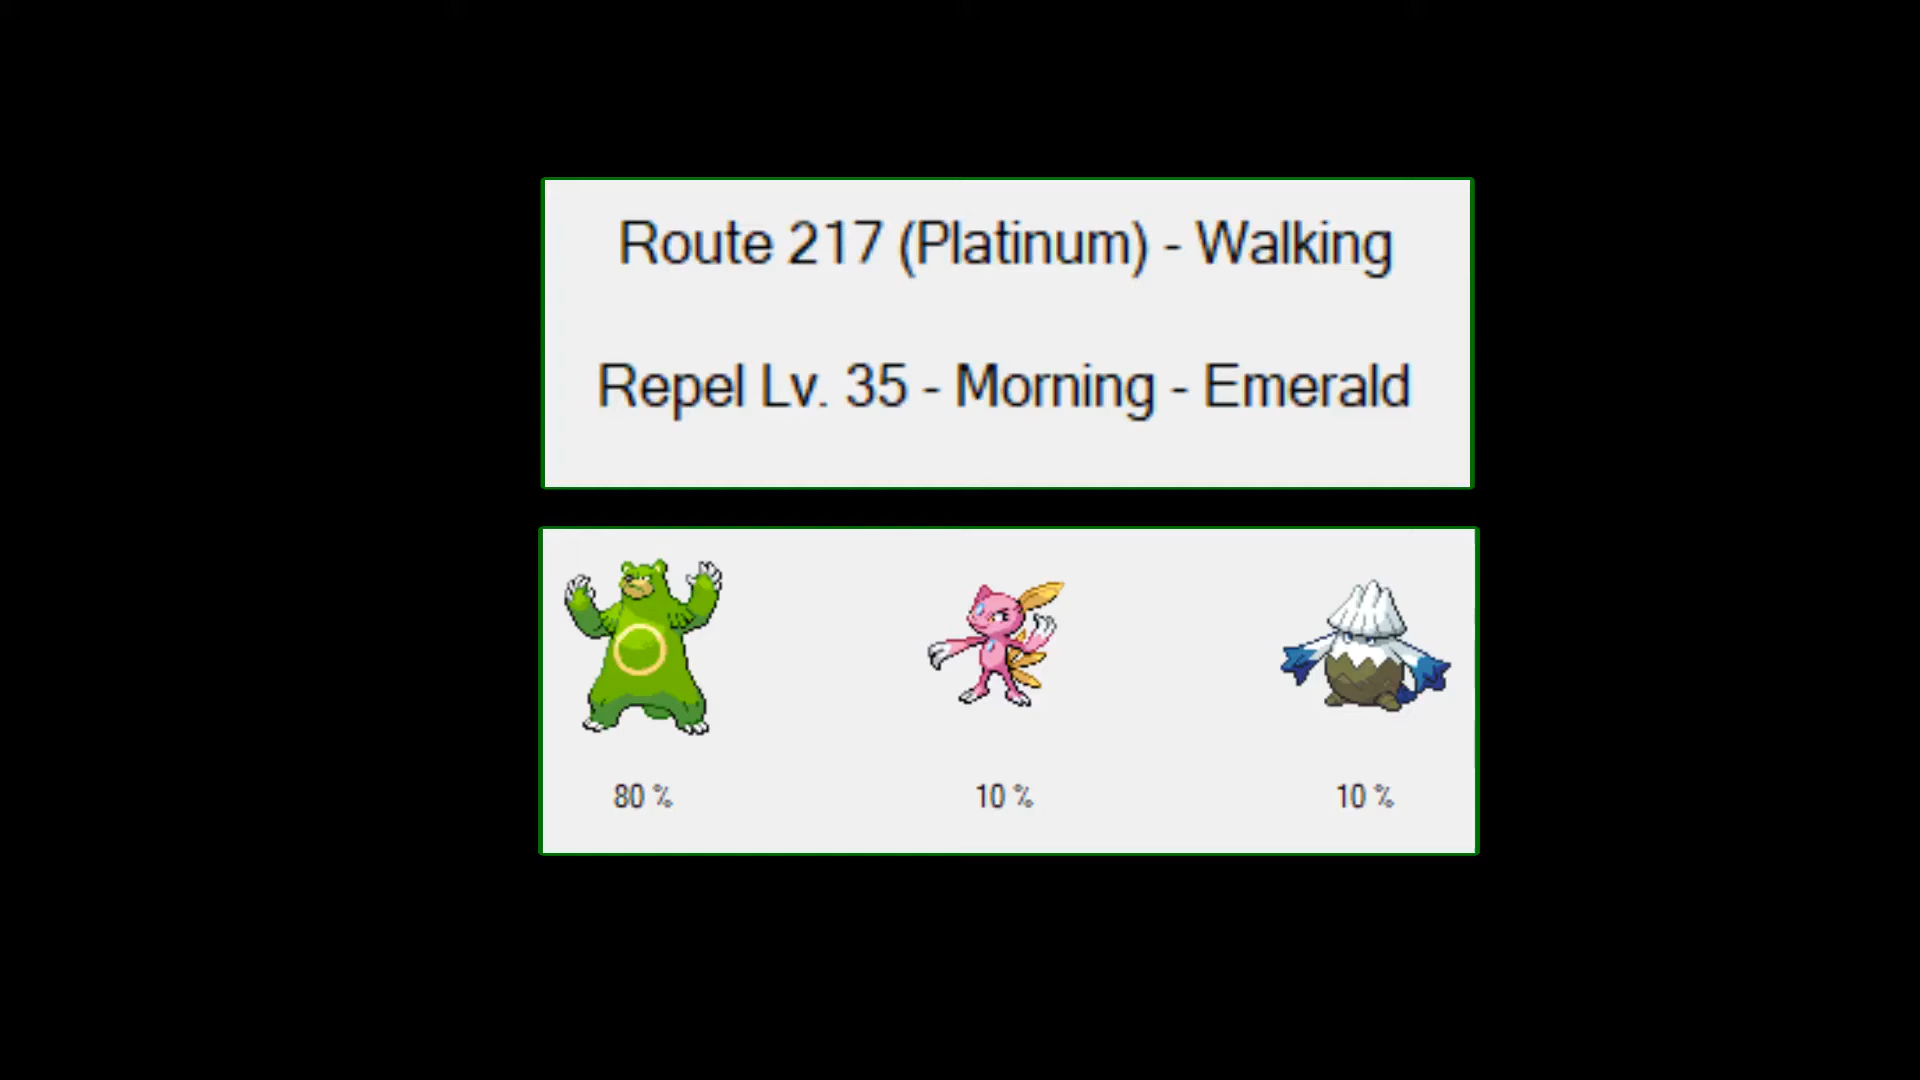 Route 217 (Platinum) - Walking
Repel Lv. 35 - Morning - Emerald
80 % 10 % 10 %